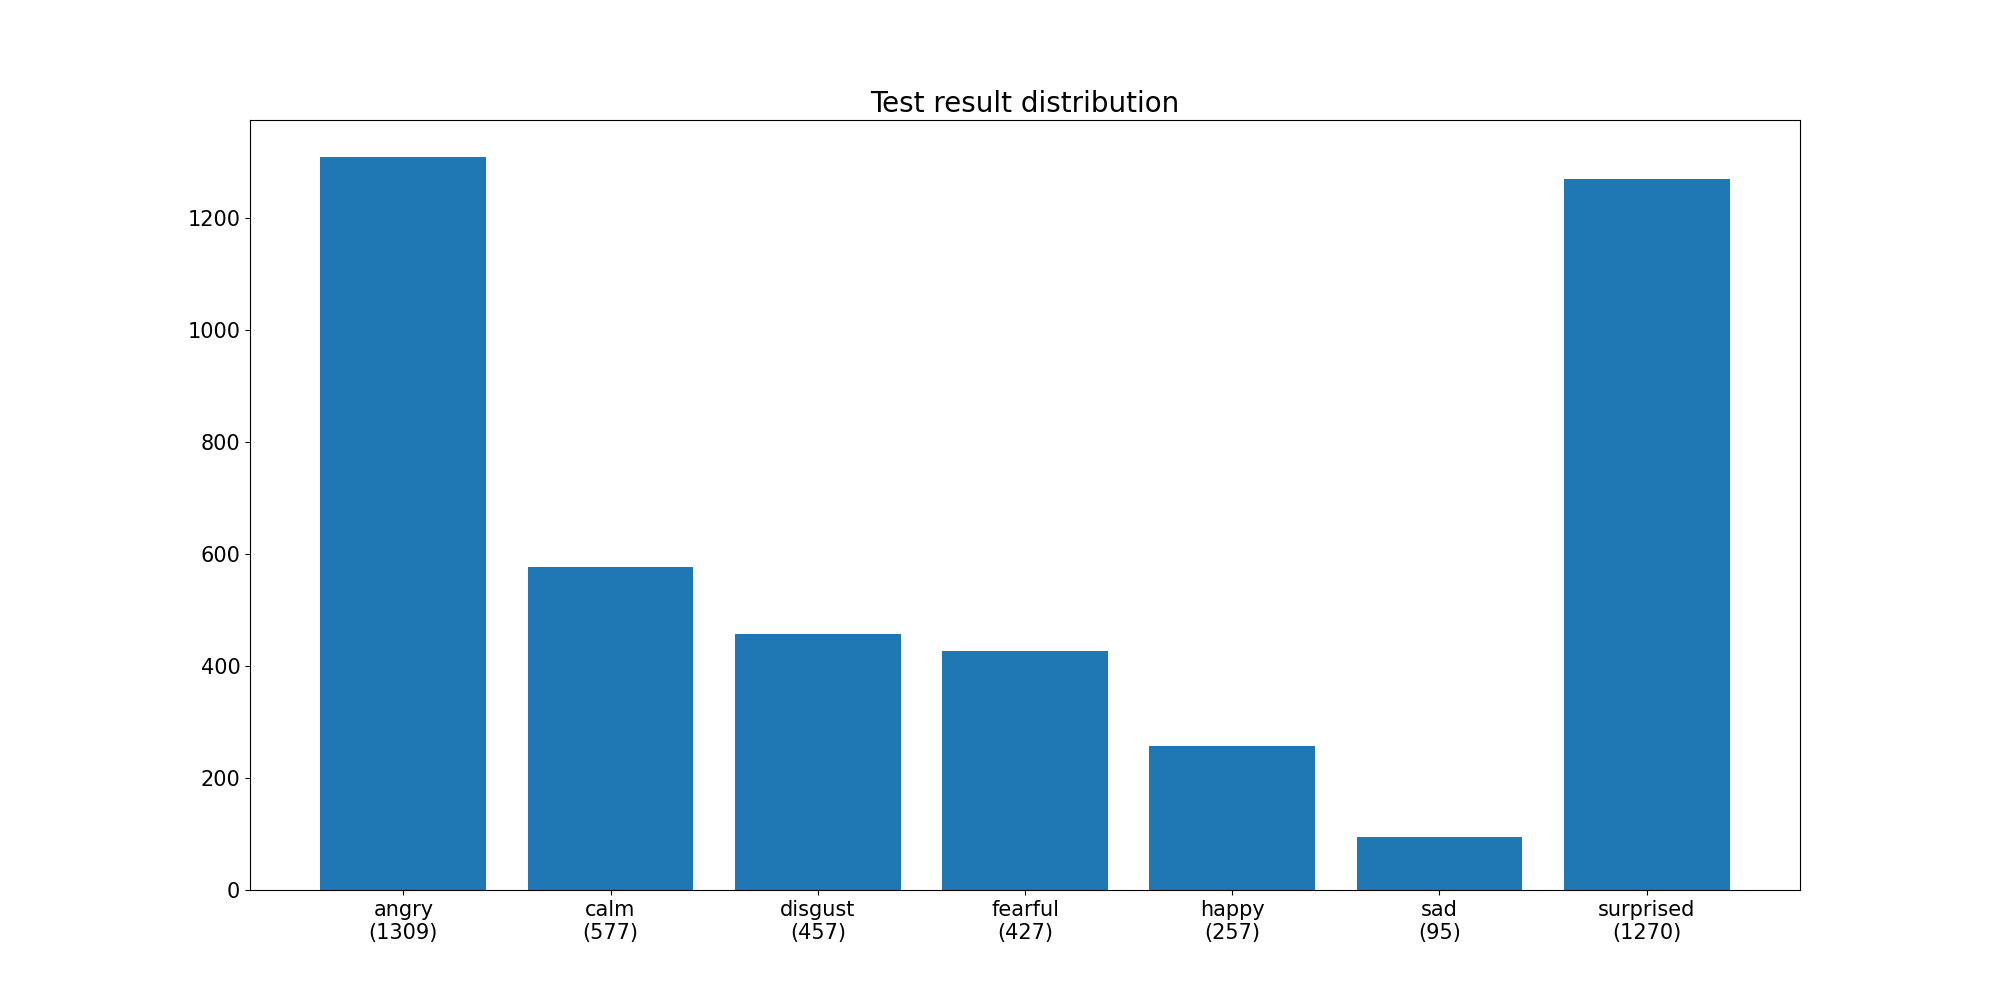 Test result distribution
1200
1000
800
600
400
200
0
angry calm disgust fearful happy sad surprised
(1309) (577) (457) (427) (257) (95) (1270)